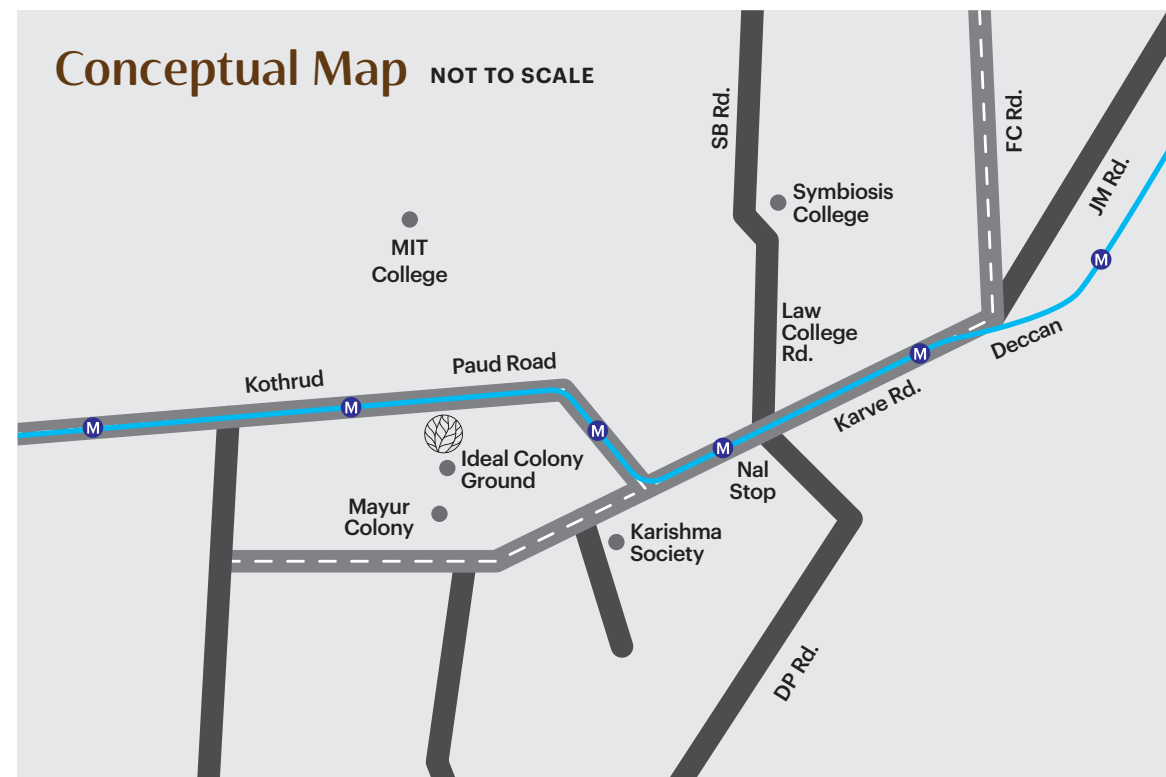 Conceptual Map NOT TO SCALE
SB Rd.
FC Rd.
JM Rd.
Symbiosis
College
MIT
College
Law
College
Rd.
Deccan
Paud Road
Kothrud
Karve Rd.
M
M
M
M
M
M
Ideal Colony
Ground
Nal
Stop
Mayur
Colony
Karishma
Society
DP Rd.